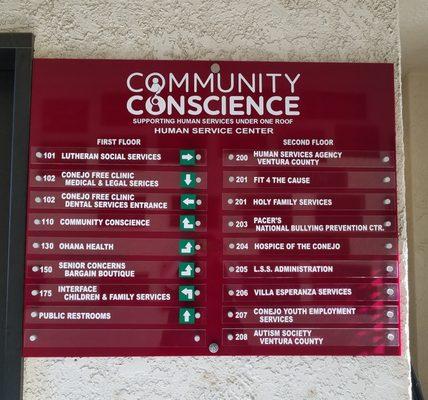 COMMUNITY
CONSCIENCE
SUPPORTING HUMAN SERVICES UNDER ONE ROOF
HUMAN SERVICE CENTER
FIRST FLOOR
101 LUTHERAN SOCIAL SERVICES
102 CONEJO FREE CLINIC
MEDICAL & LEGAL SERICES
102 CONEJO FREE CLINIC
DENTAL SERVICES ENTRANCE
110 COMMUNITY CONSCIENCE
130 OHANA HEALTH
150 SENIOR CONCERNS
BARGAIN BOUTIQUE
175 INTERFACE
CHILDREN & FAMILY SERVICES
PUBLIC RESTROOMS
SECOND FLOOR
200 HUMAN SERVICES AGENCY
VENTURA COUNTY
201 FIT 4 THE CAUSE
201 HOLY FAMILY SERVICES
203 PACER'S
NATIONAL BULLYING PREVENTION CTR.
204 HOSPICE OF THE CONEJO
205 L.S.S. ADMINISTRATION
206 VILLA ESPERANZA SERVICES
207 CONEJO YOUTH EMPLOYMENT
SERVICES
208 AUTISM SOCIETY
VENTURA COUNTY